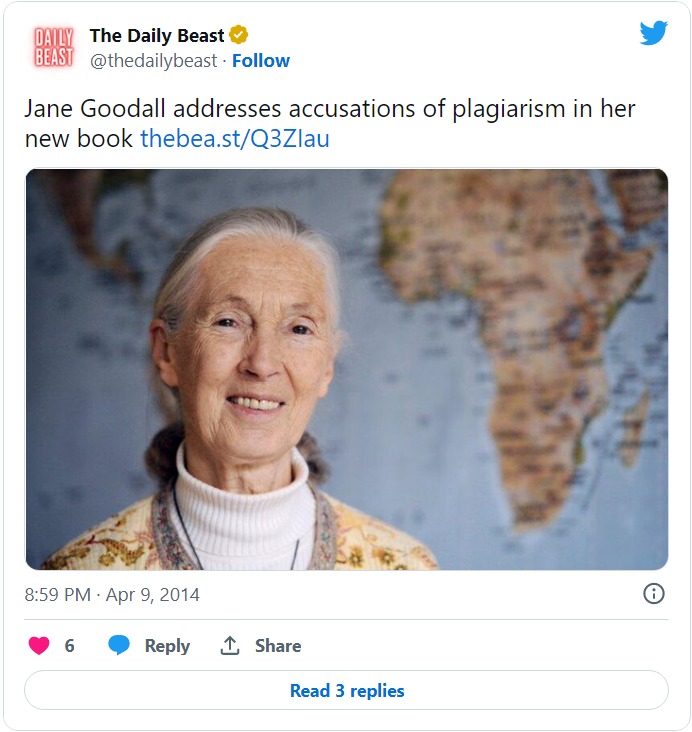 DAILY
BEAST
The Daily Beast
@thedailybeast · Follow
Jane Goodall addresses accusations of plagiarism in her
new book thebea.st/Q3ZIau
8:59 PM · Apr 9, 2014
6 Reply Share
Read 3 replies